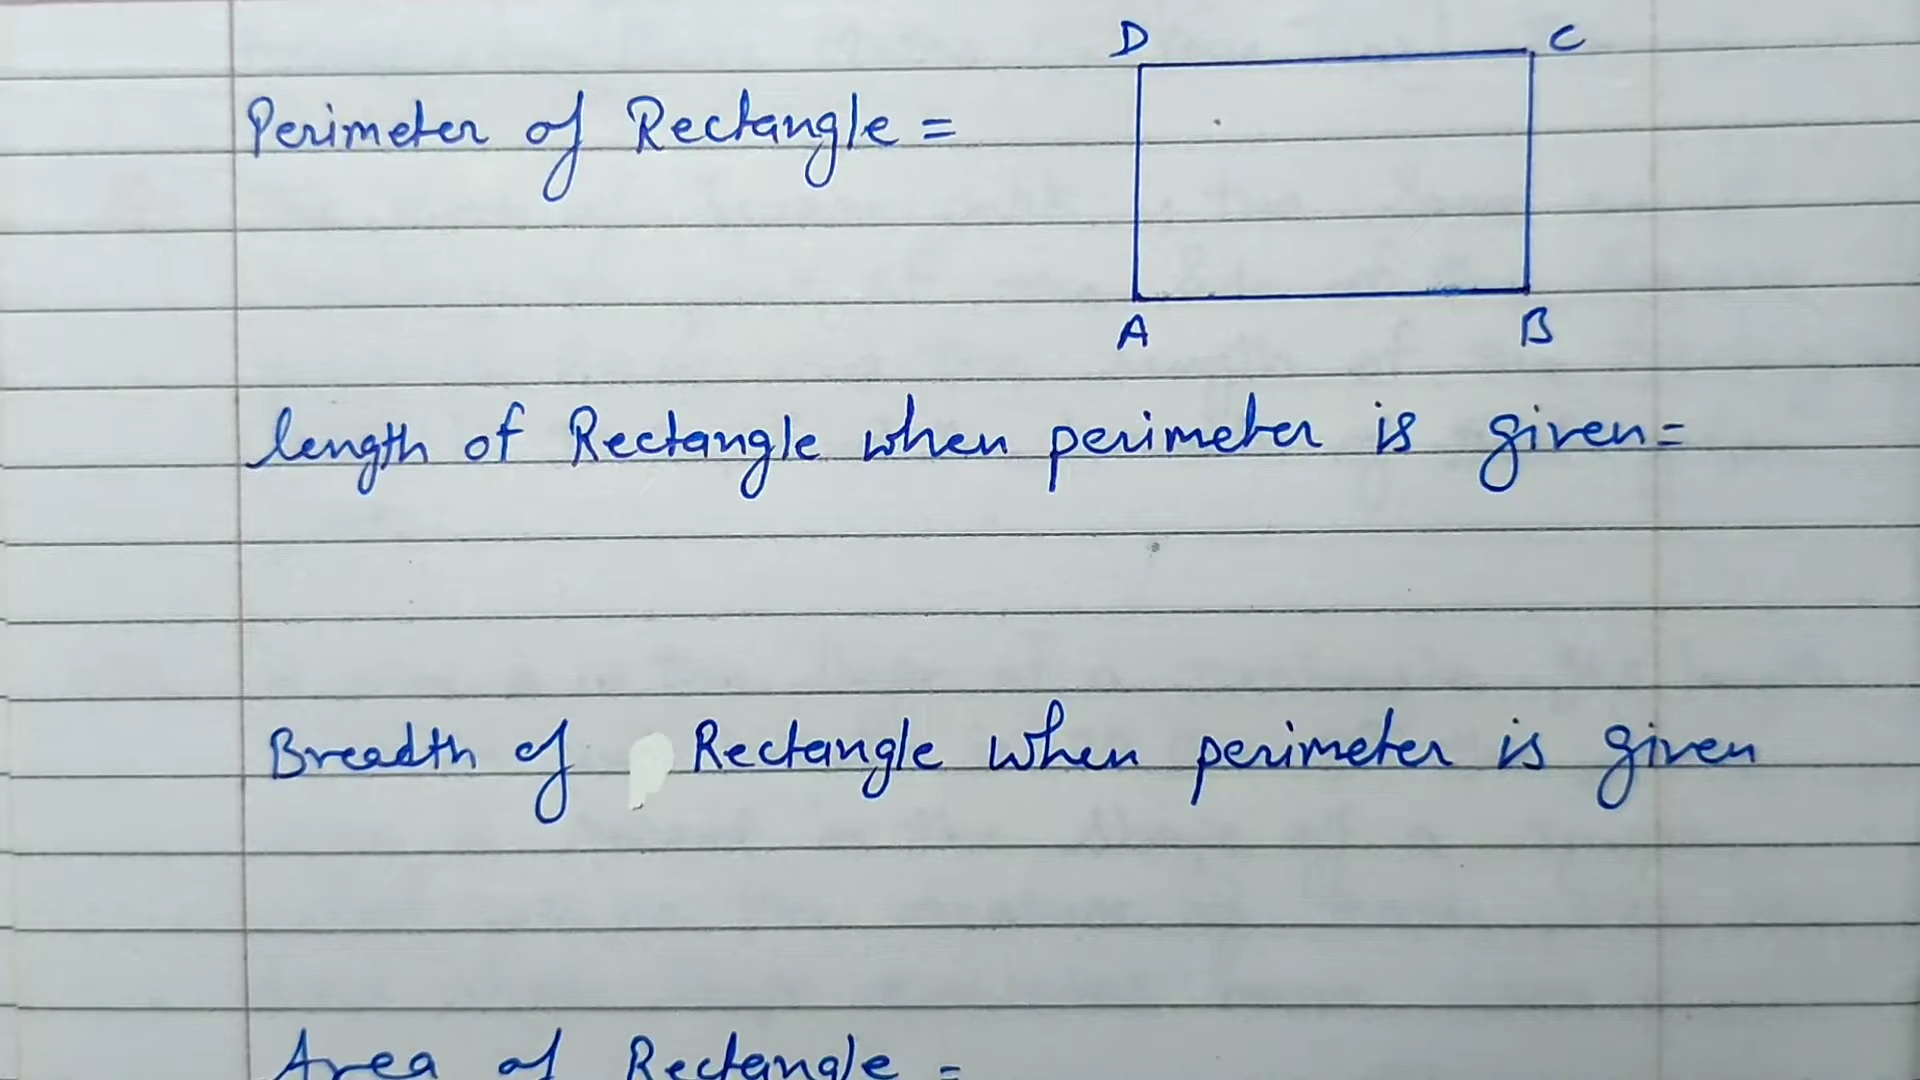 D C
Perimeter of Rectangle =
A B
length of Rectangle when perimeter is given=
Breadth of Rectangle when perimeter is given
Area of Rectangle =